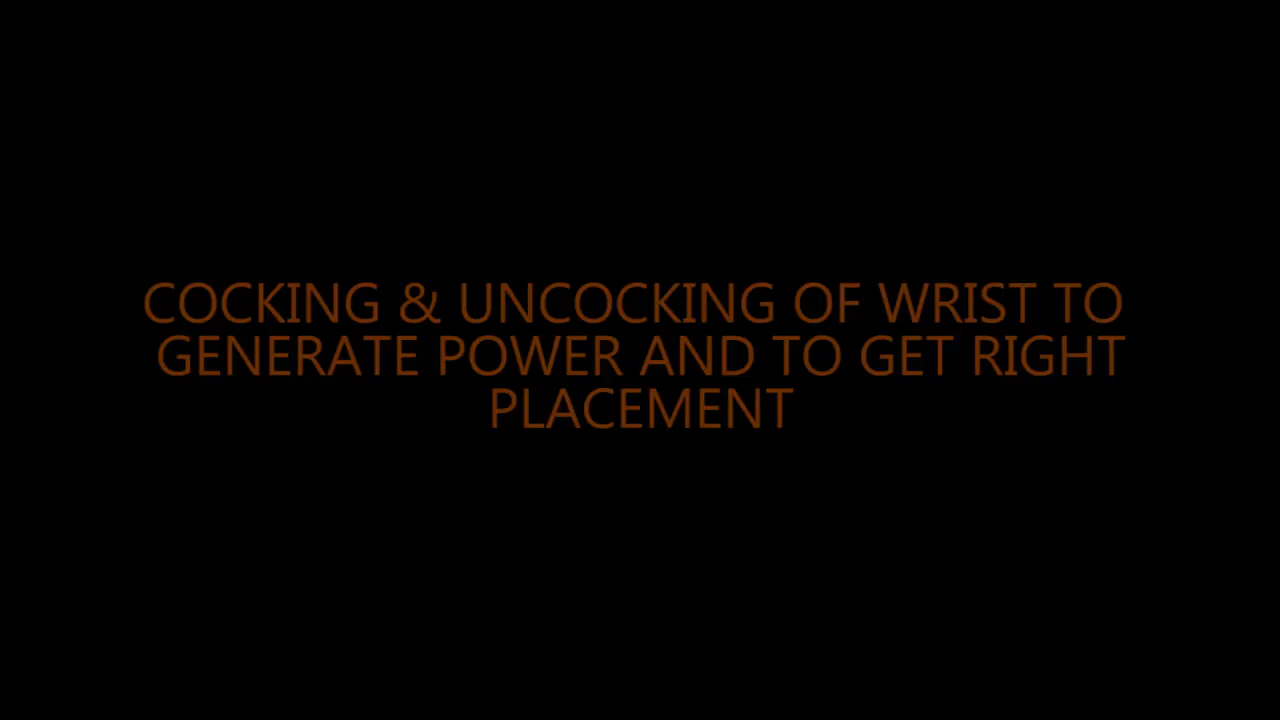 COCKING & UNCOCKING OF WRIST TO
GENERATE POWER AND TO GET RIGHT
PLACEMENT